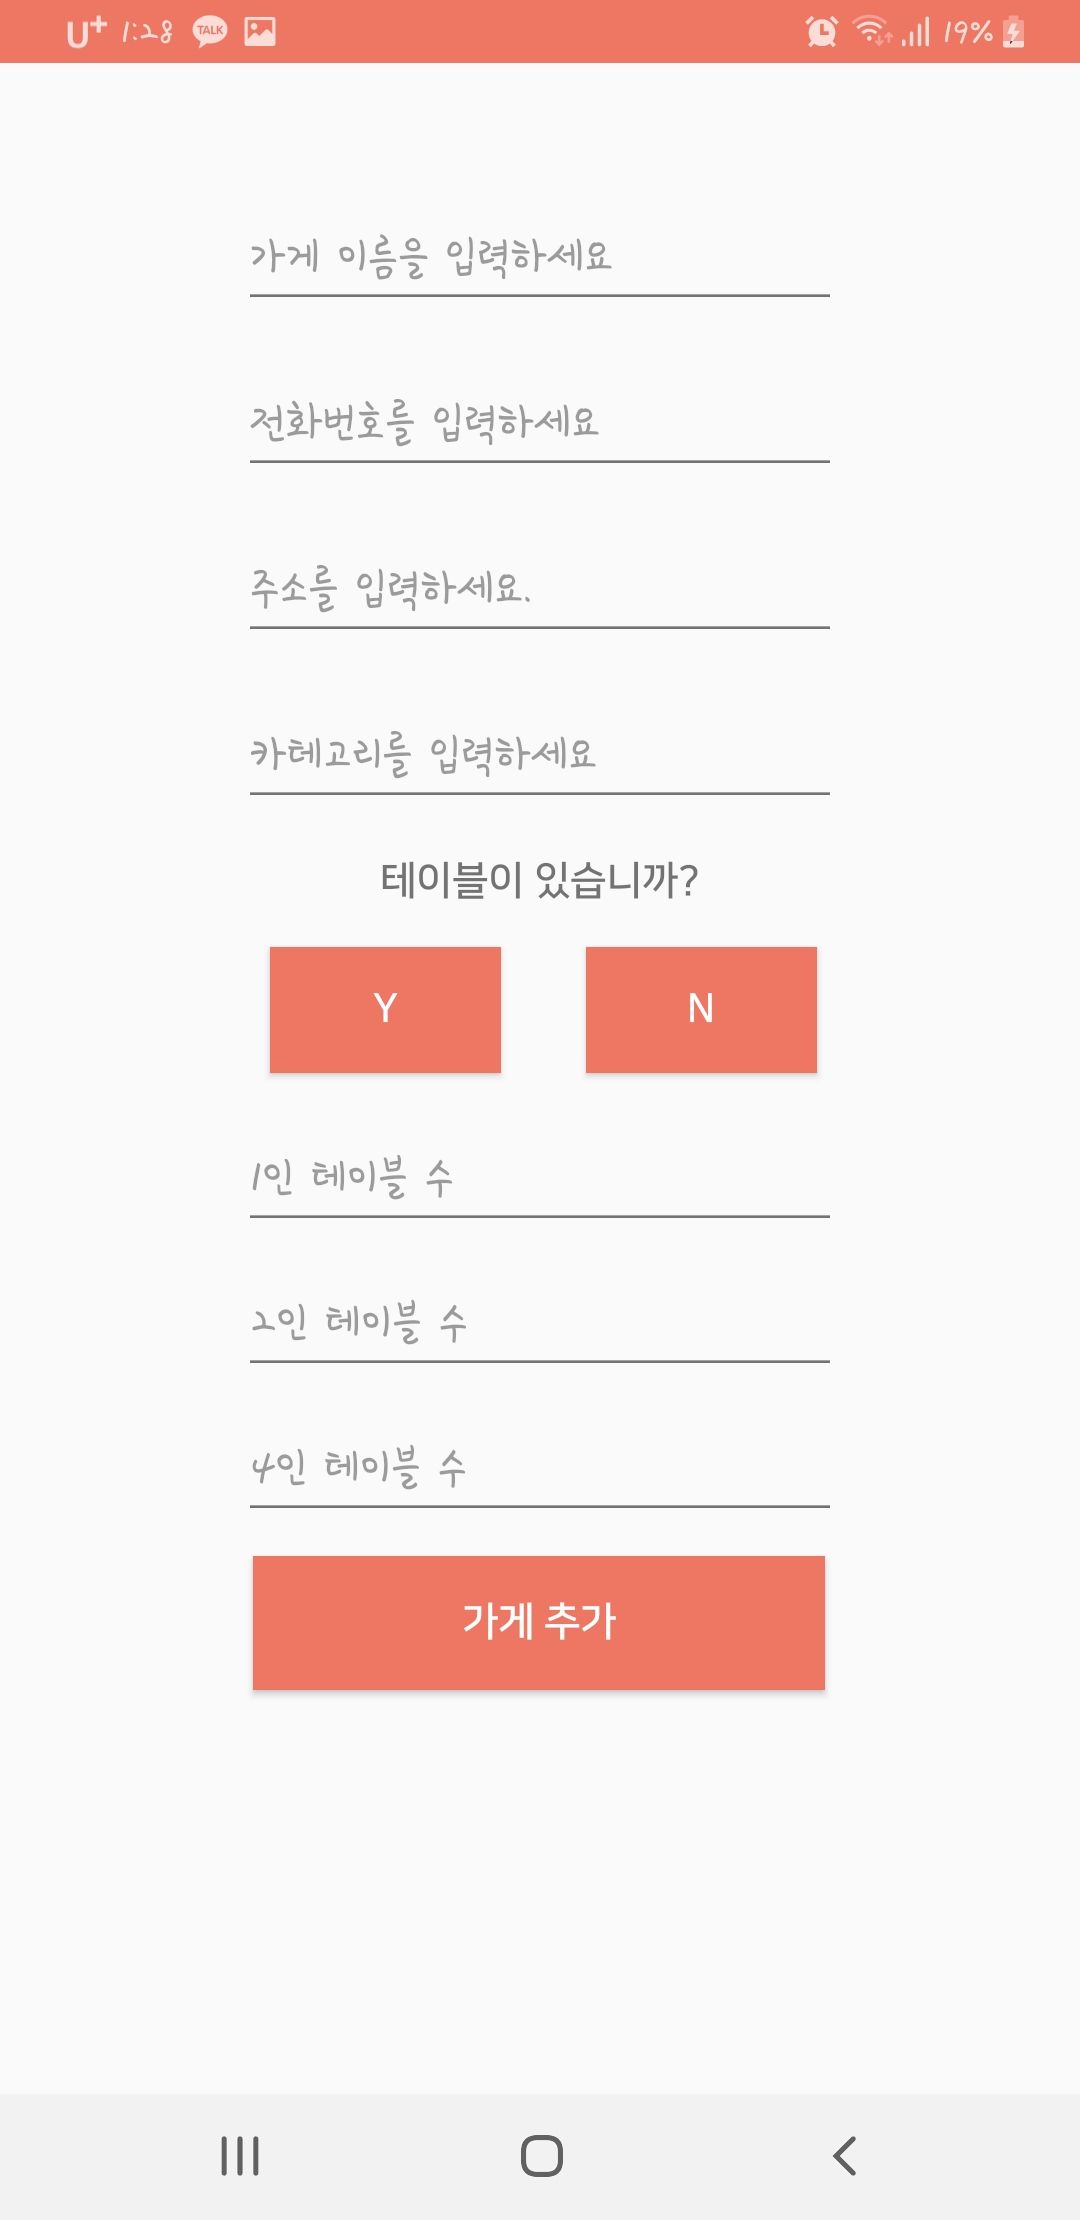 U+ 1:28 TALK 19%
가게 이름을 입력하세요
전화번호를 입력하세요
주소를 입력하세요.
카테고리를 입력하세요
테이블이 있습니까?
Y N
1인 테이블 수
2인 테이블 수
4인 테이블 수
가게 추가